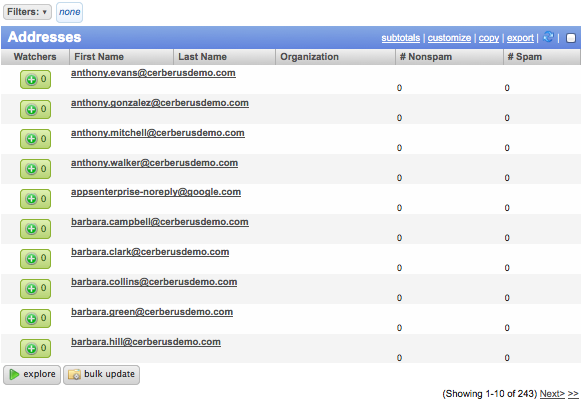 Filters: ▾ none
Addresses subtotals | customize | copy | export | |
Watchers First Name Last Name Organization # Nonspam # Spam
0 anthony.evans@cerberusdemo.com
0 0
0 anthony.gonzalez@cerberusdemo.com
0 0
0 anthony.mitchell@cerberusdemo.com
0 0
0 anthony.walker@cerberusdemo.com
0 0
0 appsenterprise-noreply@google.com
0 0
0 barbara.campbell@cerberusdemo.com
0 0
0 barbara.clark@cerberusdemo.com
0 0
0 barbara.collins@cerberusdemo.com
0 0
0 barbara.green@cerberusdemo.com
0 0
0 barbara.hill@cerberusdemo.com
0 0
explore bulk update
(Showing 1-10 of 243) Next> >>